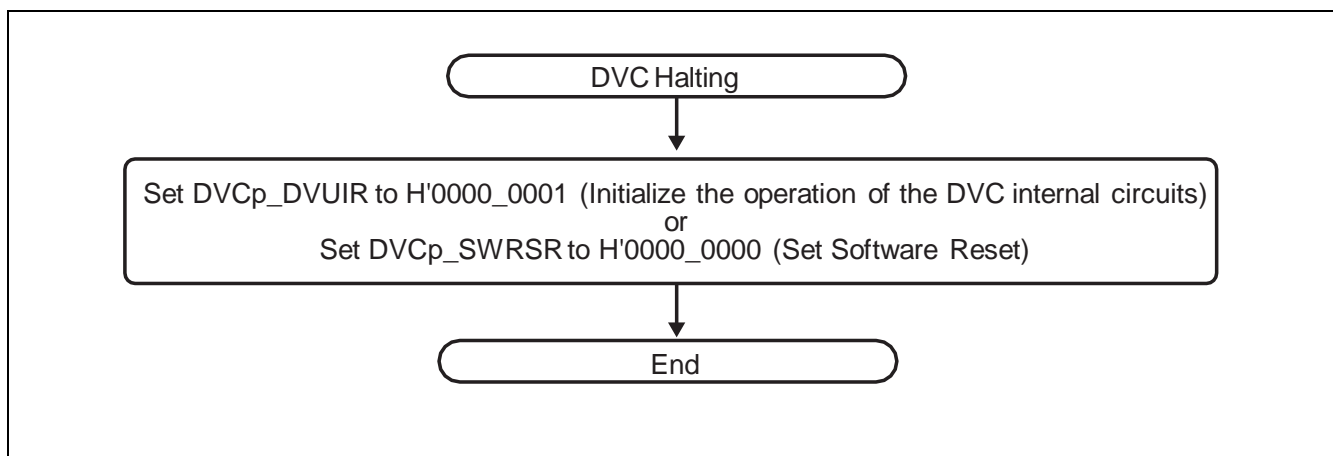 DVC Halting
Set DVCp_DVUIR to H'0000_0001 (Initialize the operation of the DVC internal circuits)
or
Set DVCp_SWRSR to H'0000_0000 (Set Software Reset)
End